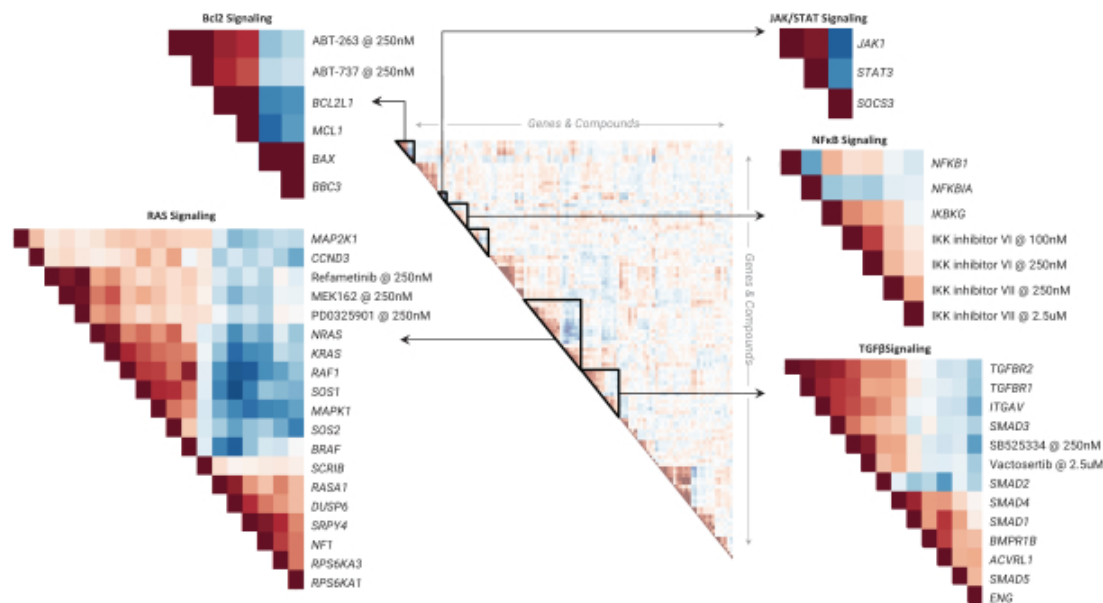 Bcl2 Signaling
ABT-263 @ 250nM
ABT-737 @ 250nM
BCL2L1
MCL1
BAX
BBC3
RAS Signaling
MAP2K1
CCND3
Refametinib @ 250nM
MEK162 @ 250nM
PD0325901 @ 250nM
NRAS
KRAS
RAF1
SOS1
MAPK1
SOS2
BRAF
SCRIB
RASA1
DUSP6
SRPY4
NF1
RPS6KA3
RPS6KA1
Genes & Compounds
Genes & Compounds
JAK/STAT Signaling
JAK1
STAT3
SOCS3
NFκB Signaling
NFKB1
NFKBIA
IKBKG
IKK inhibitor VI @ 100nM
IKK inhibitor VI @ 250nM
IKK inhibitor VII @ 250nM
IKK inhibitor VII @ 2.5uM
TGFβSignaling
TGFBR2
TGFBR1
ITGAV
SMAD3
SB525334 @ 250nM
Vactosertib @ 2.5uM
SMAD2
SMAD4
SMAD1
BMPR1B
ACVRL1
SMAD5
ENG